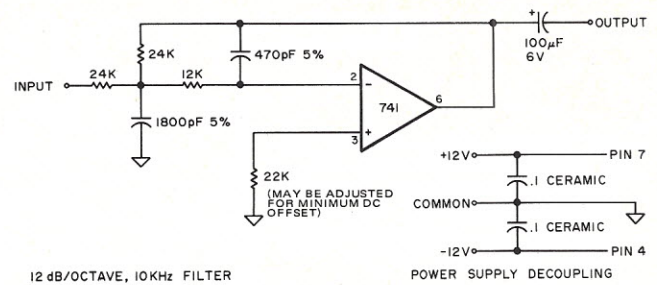 +
OUTPUT
100µF
6V
24K
470pF 5%
24K
12K
INPUT
2
-
741
6
+
3
1800pF 5%
22K
(MAY BE ADJUSTED
FOR MINIMUM DC
OFFSET)
+12V
PIN 7
.1 CERAMIC
COMMON
.1 CERAMIC
-12V
PIN 4
12 dB/OCTAVE, 10KHz FILTER
POWER SUPPLY DECOUPLING